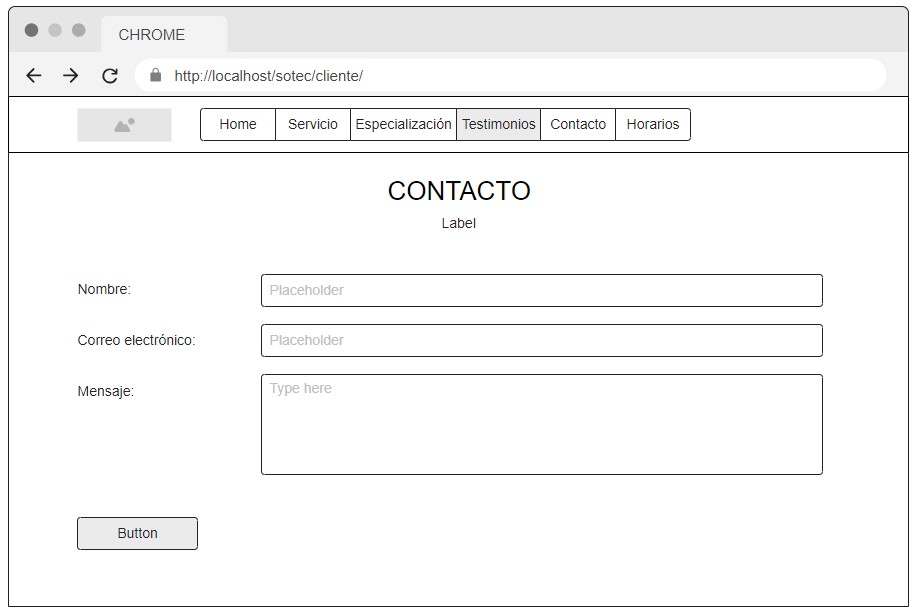 CHROME
http://localhost/sotec/cliente/
Home Servicio Especialización Testimonios Contacto Horarios
CONTACTO
Label
Nombre: Placeholder
Correo electrónico: Placeholder
Mensaje: Type here
Button